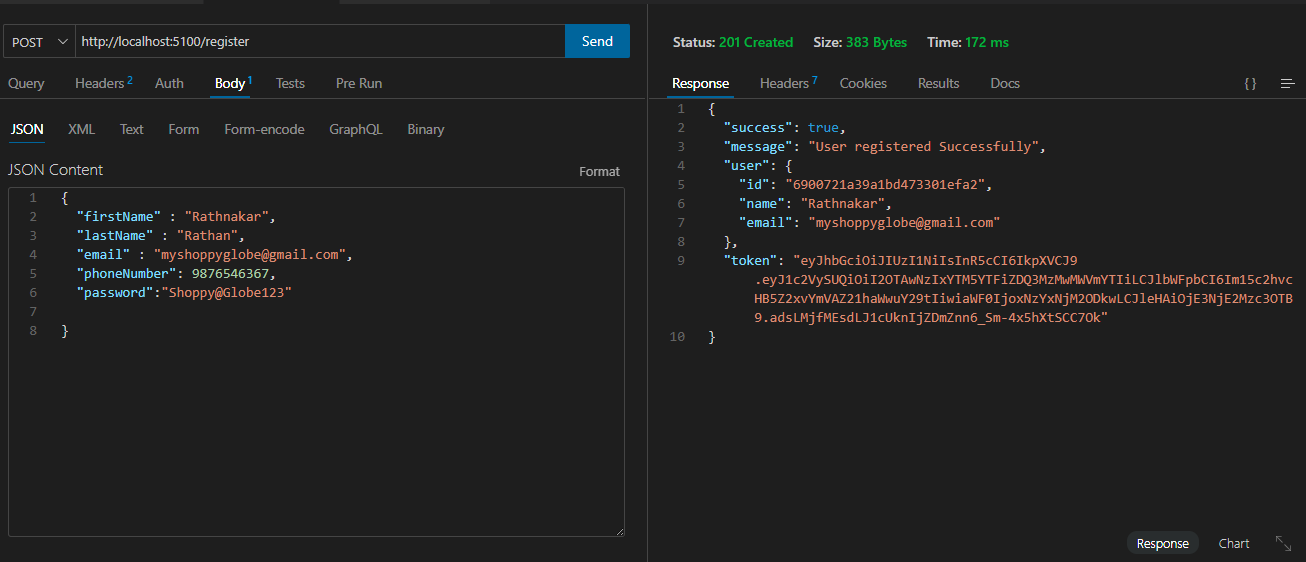 POST http://localhost:5100/register Send
Query Headers 2 Auth Body 1 Tests Pre Run
JSON XML Text Form Form-encode GraphQL Binary
JSON Content Format
1 {
2 "firstName" : "Rathnakar",
3 "lastName" : "Rathan",
4 "email" : "myshoppyglobe@gmail.com",
5 "phoneNumber": 9876546367,
6 "password":"Shoppy@Globe123"
7
8 }
Status: 201 Created Size: 383 Bytes Time: 172 ms
Response Headers 7 Cookies Results Docs { }
1 {
2 "success": true,
3 "message": "User registered Successfully",
4 "user": {
5 "id": "6900721a39a1bd473301efa2",
6 "name": "Rathnakar",
7 "email": "myshoppyglobe@gmail.com"
8 },
9 "token": "eyJhbGciOiJIUzI1NiIsInR5cCI6IkpXVCJ9
.eyJ1c2VySUQiOiI2OTAwNzIxYTM5YTFiZDQ3MzMwMWVmYTIiLCJlbWFpbCI6Im15c2hvc
HB5Z2xvYmVAZ21haWwuY29tIiwiaWF0IjoxNzYxNjM2ODkwLCJleHAiOjE3NjE2Mzc3OTB
9.adsLMjfMEsdLJ1cUknIjZDmZnn6_Sm-4x5hXtSCC7Ok"
10 }
Response Chart